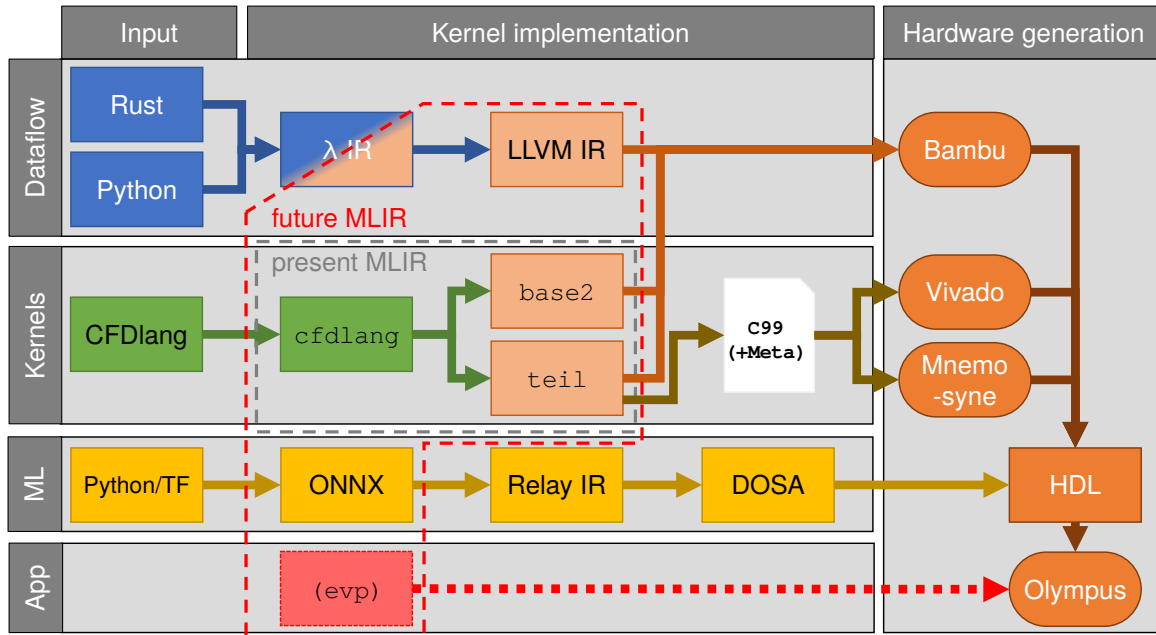 Input
Kernel implementation
Hardware generation
Dataflow
Rust
Python
λ IR
LLVM IR
Bambu
future MLIR
Kernels
present MLIR
CFDlang
cfdlang
base2
teil
C99
(+Meta)
Vivado
Mnemo
-syne
ML
Python/TF
ONNX
Relay IR
DOSA
HDL
App
(evp)
Olympus